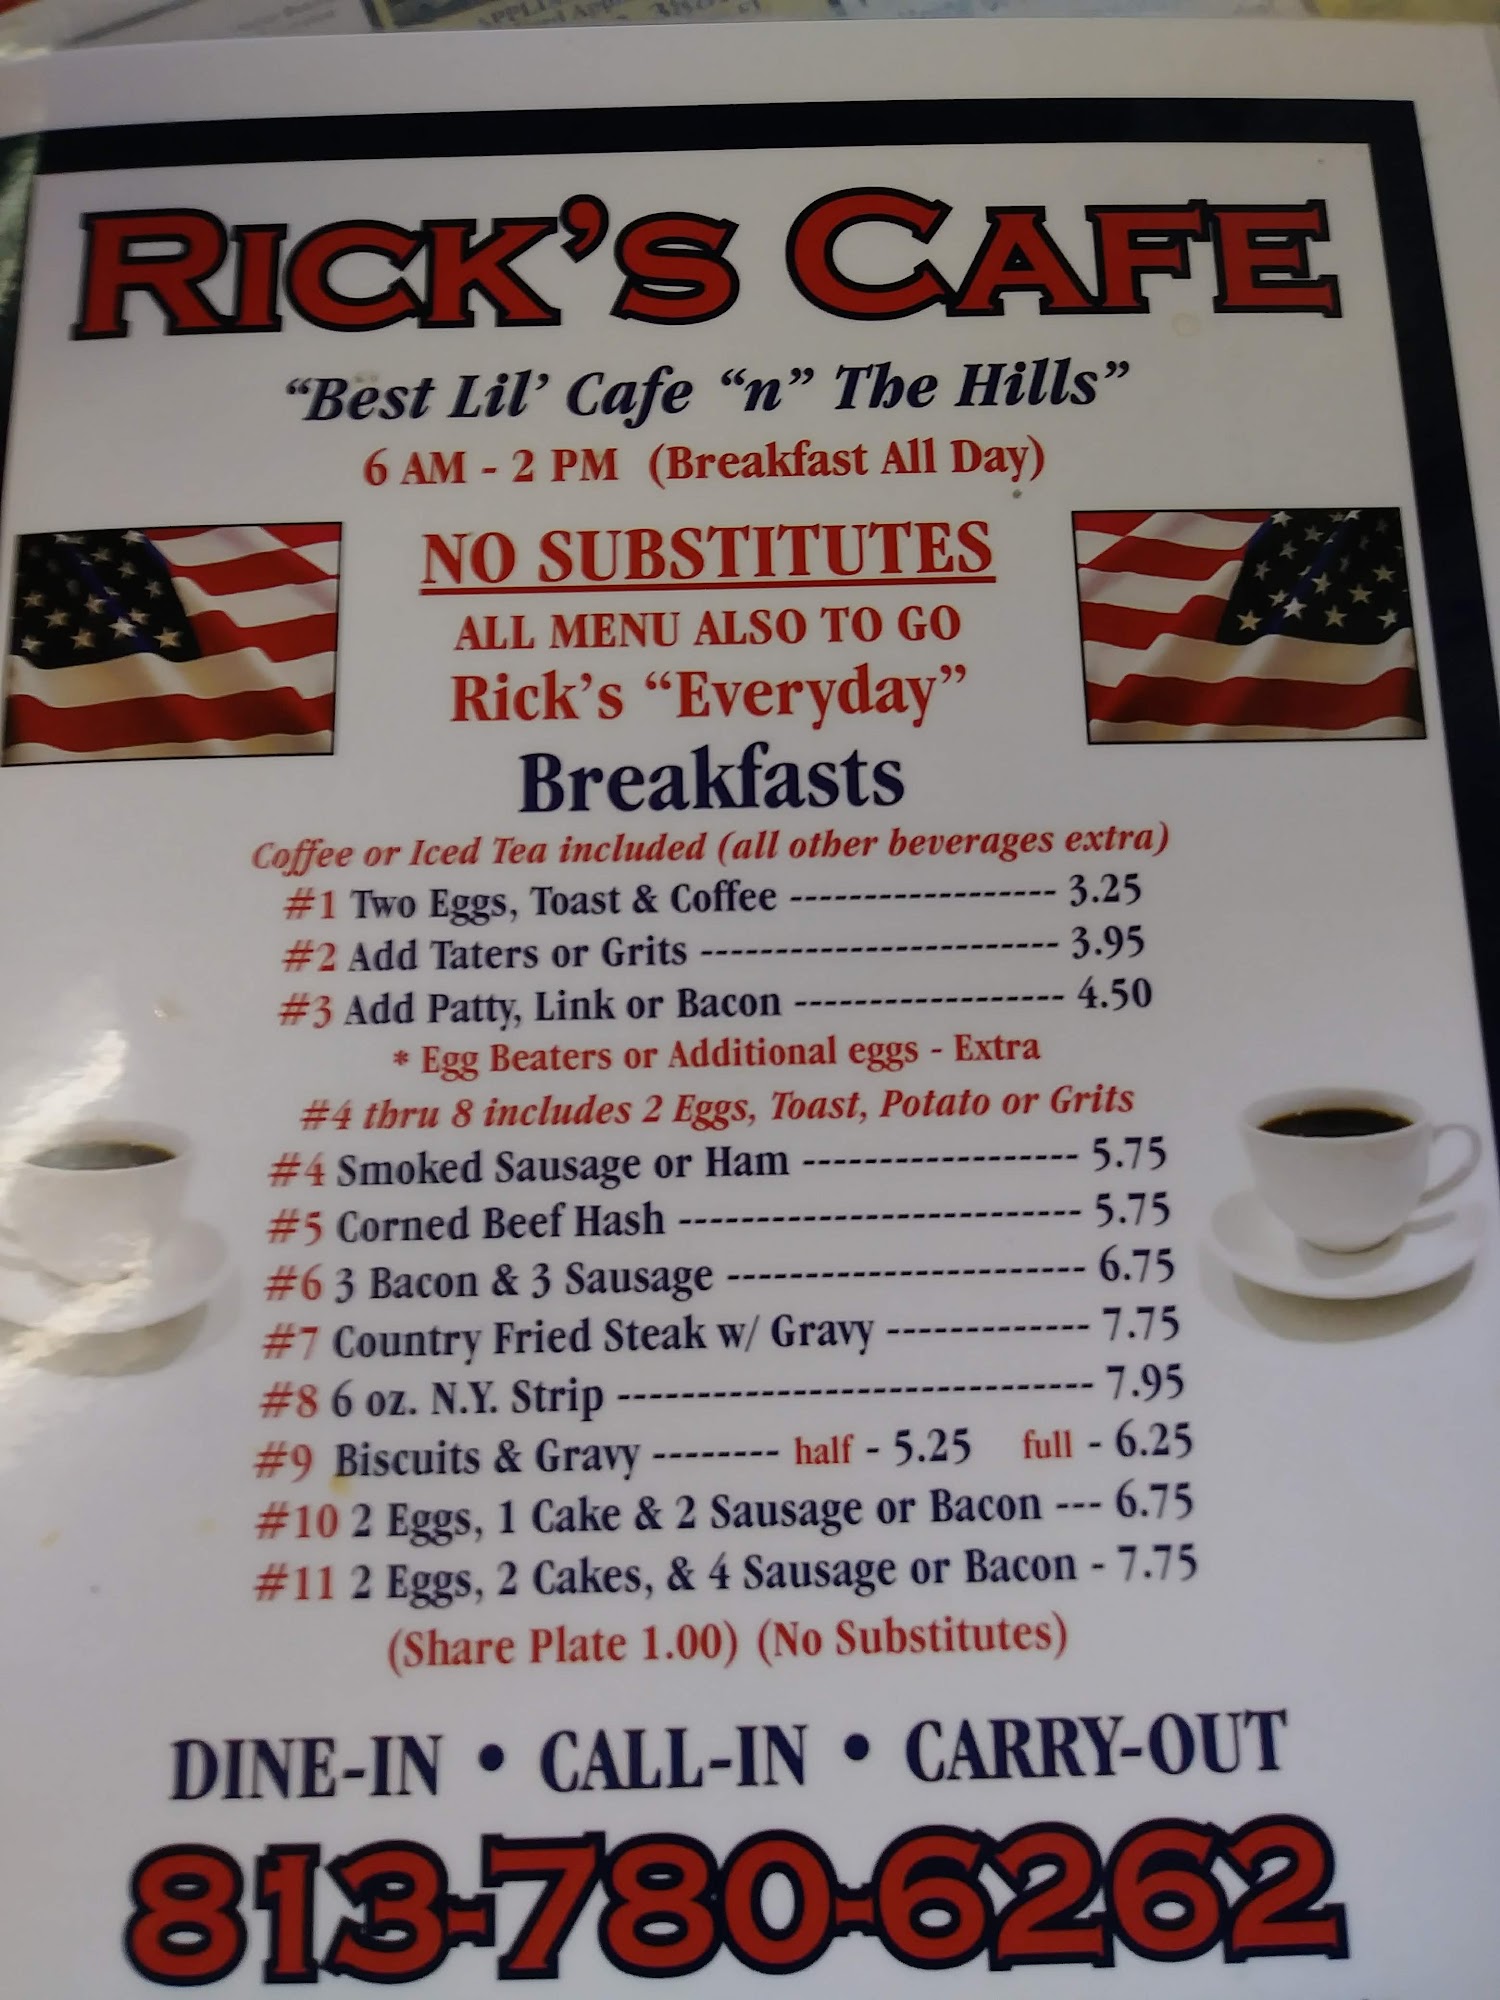 RICK'S CAFE
"Best Lil' Cafe "n" The Hills"
6 AM - 2 PM (Breakfast All Day)
NO SUBSTITUTES
ALL MENU ALSO TO GO
Rick's "Everyday"
Breakfasts
Coffee or Iced Tea included (all other beverages extra)
#1 Two Eggs, Toast & Coffee ------------------ 3.25
#2 Add Taters or Grits ------------------------ 3.95
#3 Add Patty, Link or Bacon ------------------ 4.50
* Egg Beaters or Additional eggs - Extra
#4 thru 8 includes 2 Eggs, Toast, Potato or Grits
#4 Smoked Sausage or Ham ------------------ 5.75
#5 Corned Beef Hash -------------------------- 5.75
#6 3 Bacon & 3 Sausage ----------------------- 6.75
#7 Country Fried Steak w/ Gravy ------------- 7.75
#8 6 oz. N.Y. Strip ------------------------------ 7.95
#9 Biscuits & Gravy -------- half - 5.25 full - 6.25
#10 2 Eggs, 1 Cake & 2 Sausage or Bacon --- 6.75
#11 2 Eggs, 2 Cakes, & 4 Sausage or Bacon - 7.75
(Share Plate 1.00) (No Substitutes)
DINE-IN • CALL-IN • CARRY-OUT
813-780-6262